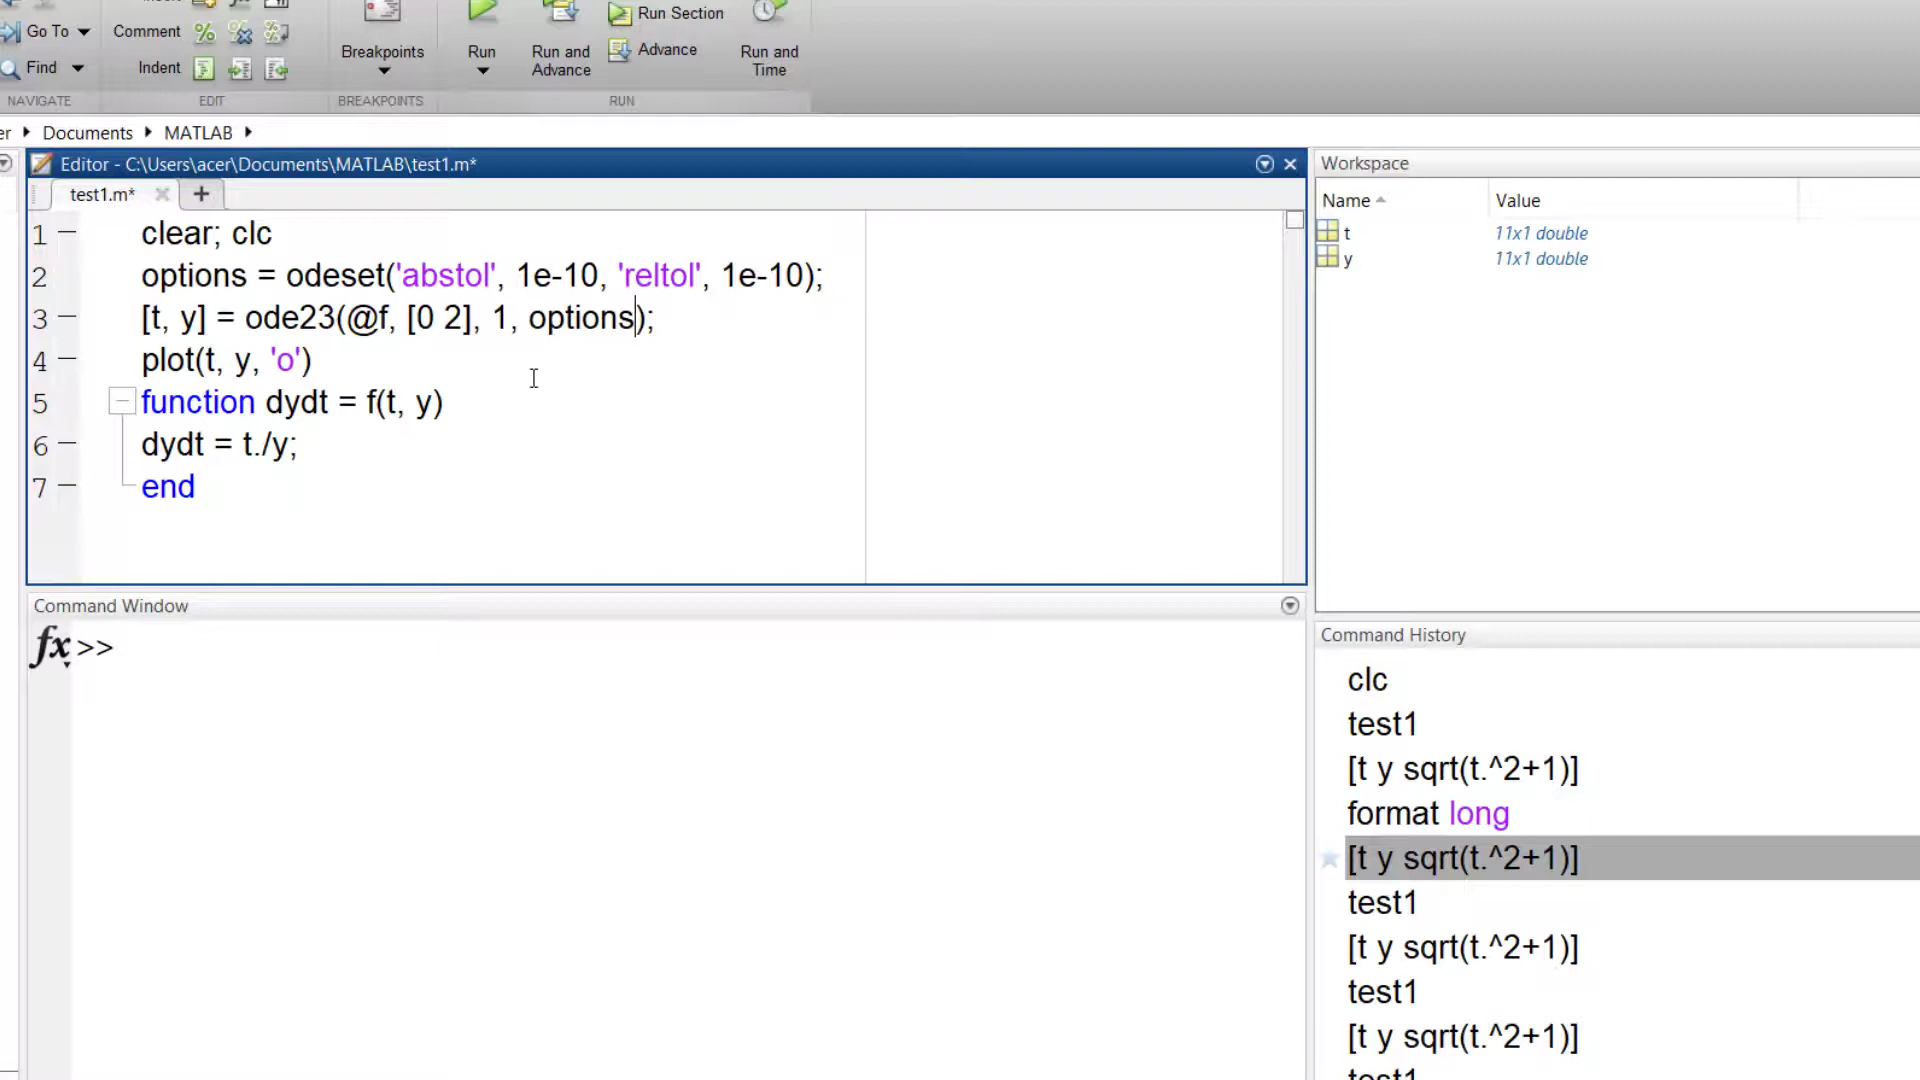 Go To
Comment
Find
Indent
Breakpoints
Run
Run and
Advance
Run Section
Advance
Run and
Time
NAVIGATE
EDIT
BREAKPOINTS
RUN
er
Documents
MATLAB
Editor - C:\Users\acer\Documents\MATLAB\test1.m*
test1.m*
+
1 clear; clc
2 options = odeset('abstol', 1e-10, 'reltol', 1e-10);
3 [t, y] = ode23(@f, [0 2], 1, options);
4 plot(t, y, 'o')
5 function dydt = f(t, y)
6 dydt = t./y;
7 end
Command Window
fx >>
Workspace
Name Value
t 11x1 double
y 11x1 double
Command History
clc
test1
[t y sqrt(t.^2+1)]
format long
[t y sqrt(t.^2+1)]
test1
[t y sqrt(t.^2+1)]
test1
[t y sqrt(t.^2+1)]
test1